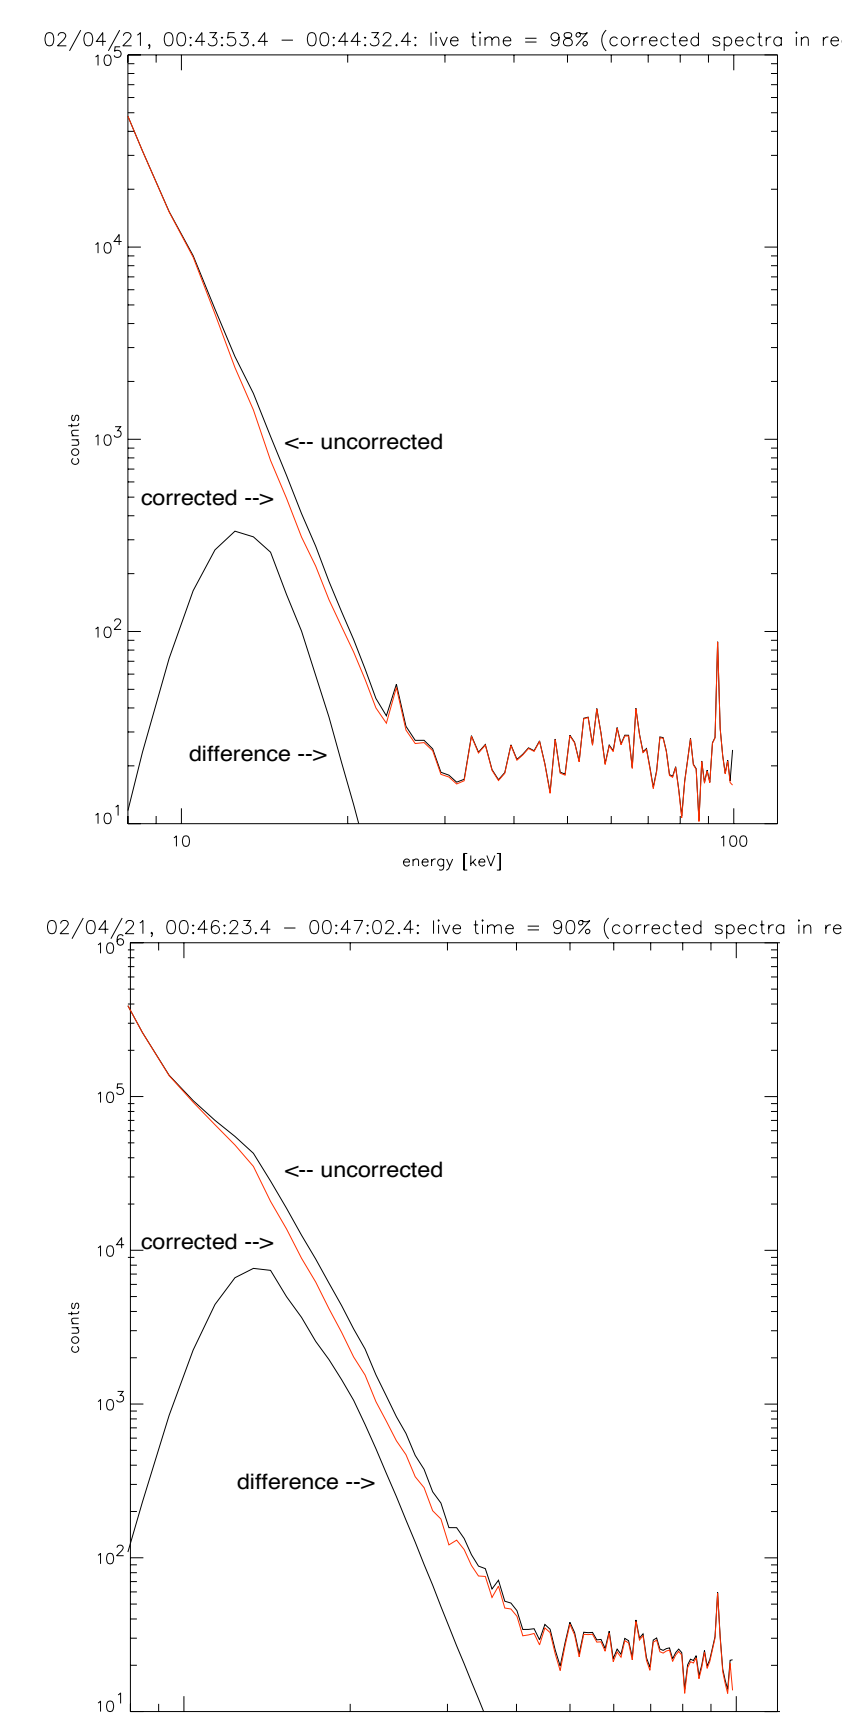 02/04/21, 00:43:53.4 – 00:44:32.4: live time = 98% (corrected spectra in re
10^5
10^4
counts
10^3
<-- uncorrected
corrected -->
10^2
difference -->
10^1
10 100
energy [keV]
02/04/21, 00:46:23.4 – 00:47:02.4: live time = 90% (corrected spectra in re
10^6
10^5
<-- uncorrected
corrected -->
10^4
counts
10^3
difference -->
10^2
10^1